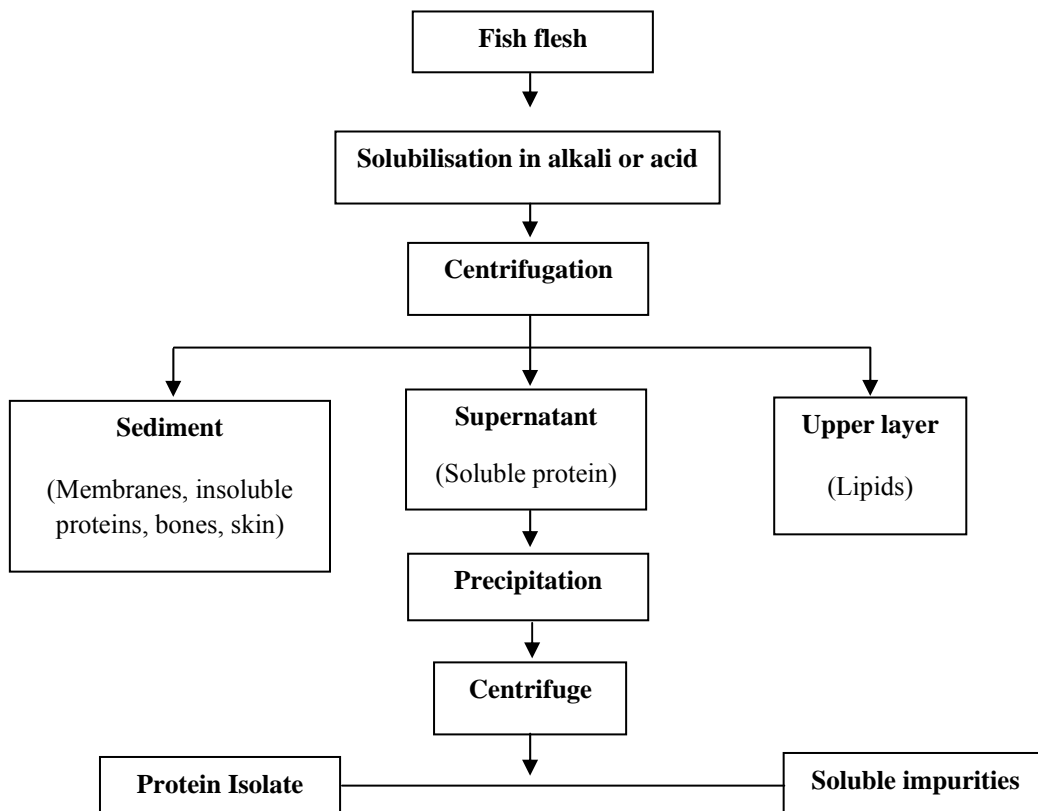 Fish flesh
Solubilisation in alkali or acid
Centrifugation
Sediment
(Membranes, insoluble
proteins, bones, skin)
Supernatant
(Soluble protein)
Upper layer
(Lipids)
Precipitation
Centrifuge
Protein Isolate
Soluble impurities